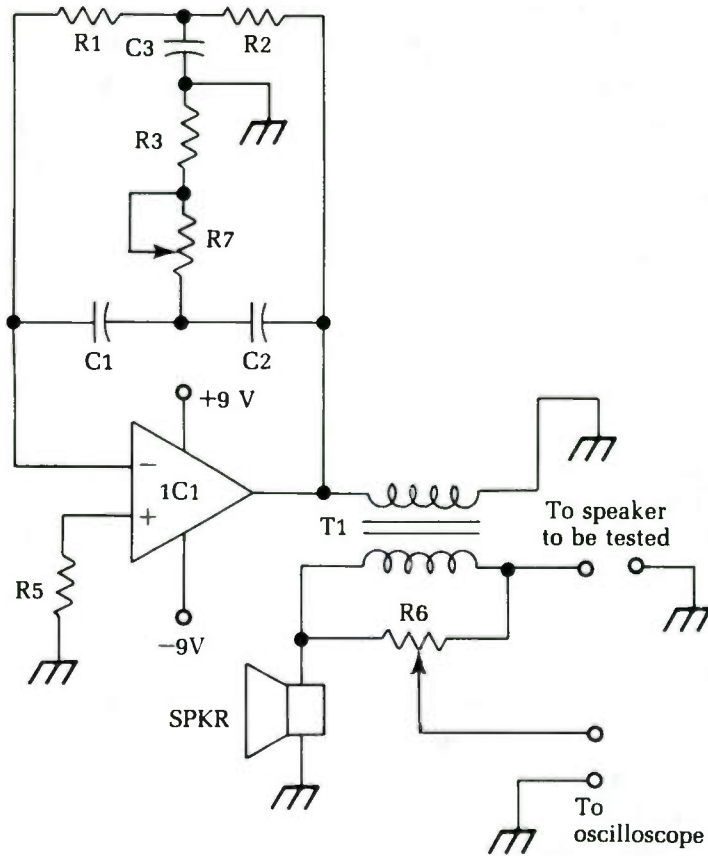 R1
C3
R2
R3
R7
C1
C2
+9 V
1C1
−
+
T1
To speaker
to be tested
R5
−9V
R6
SPKR
To
oscilloscope